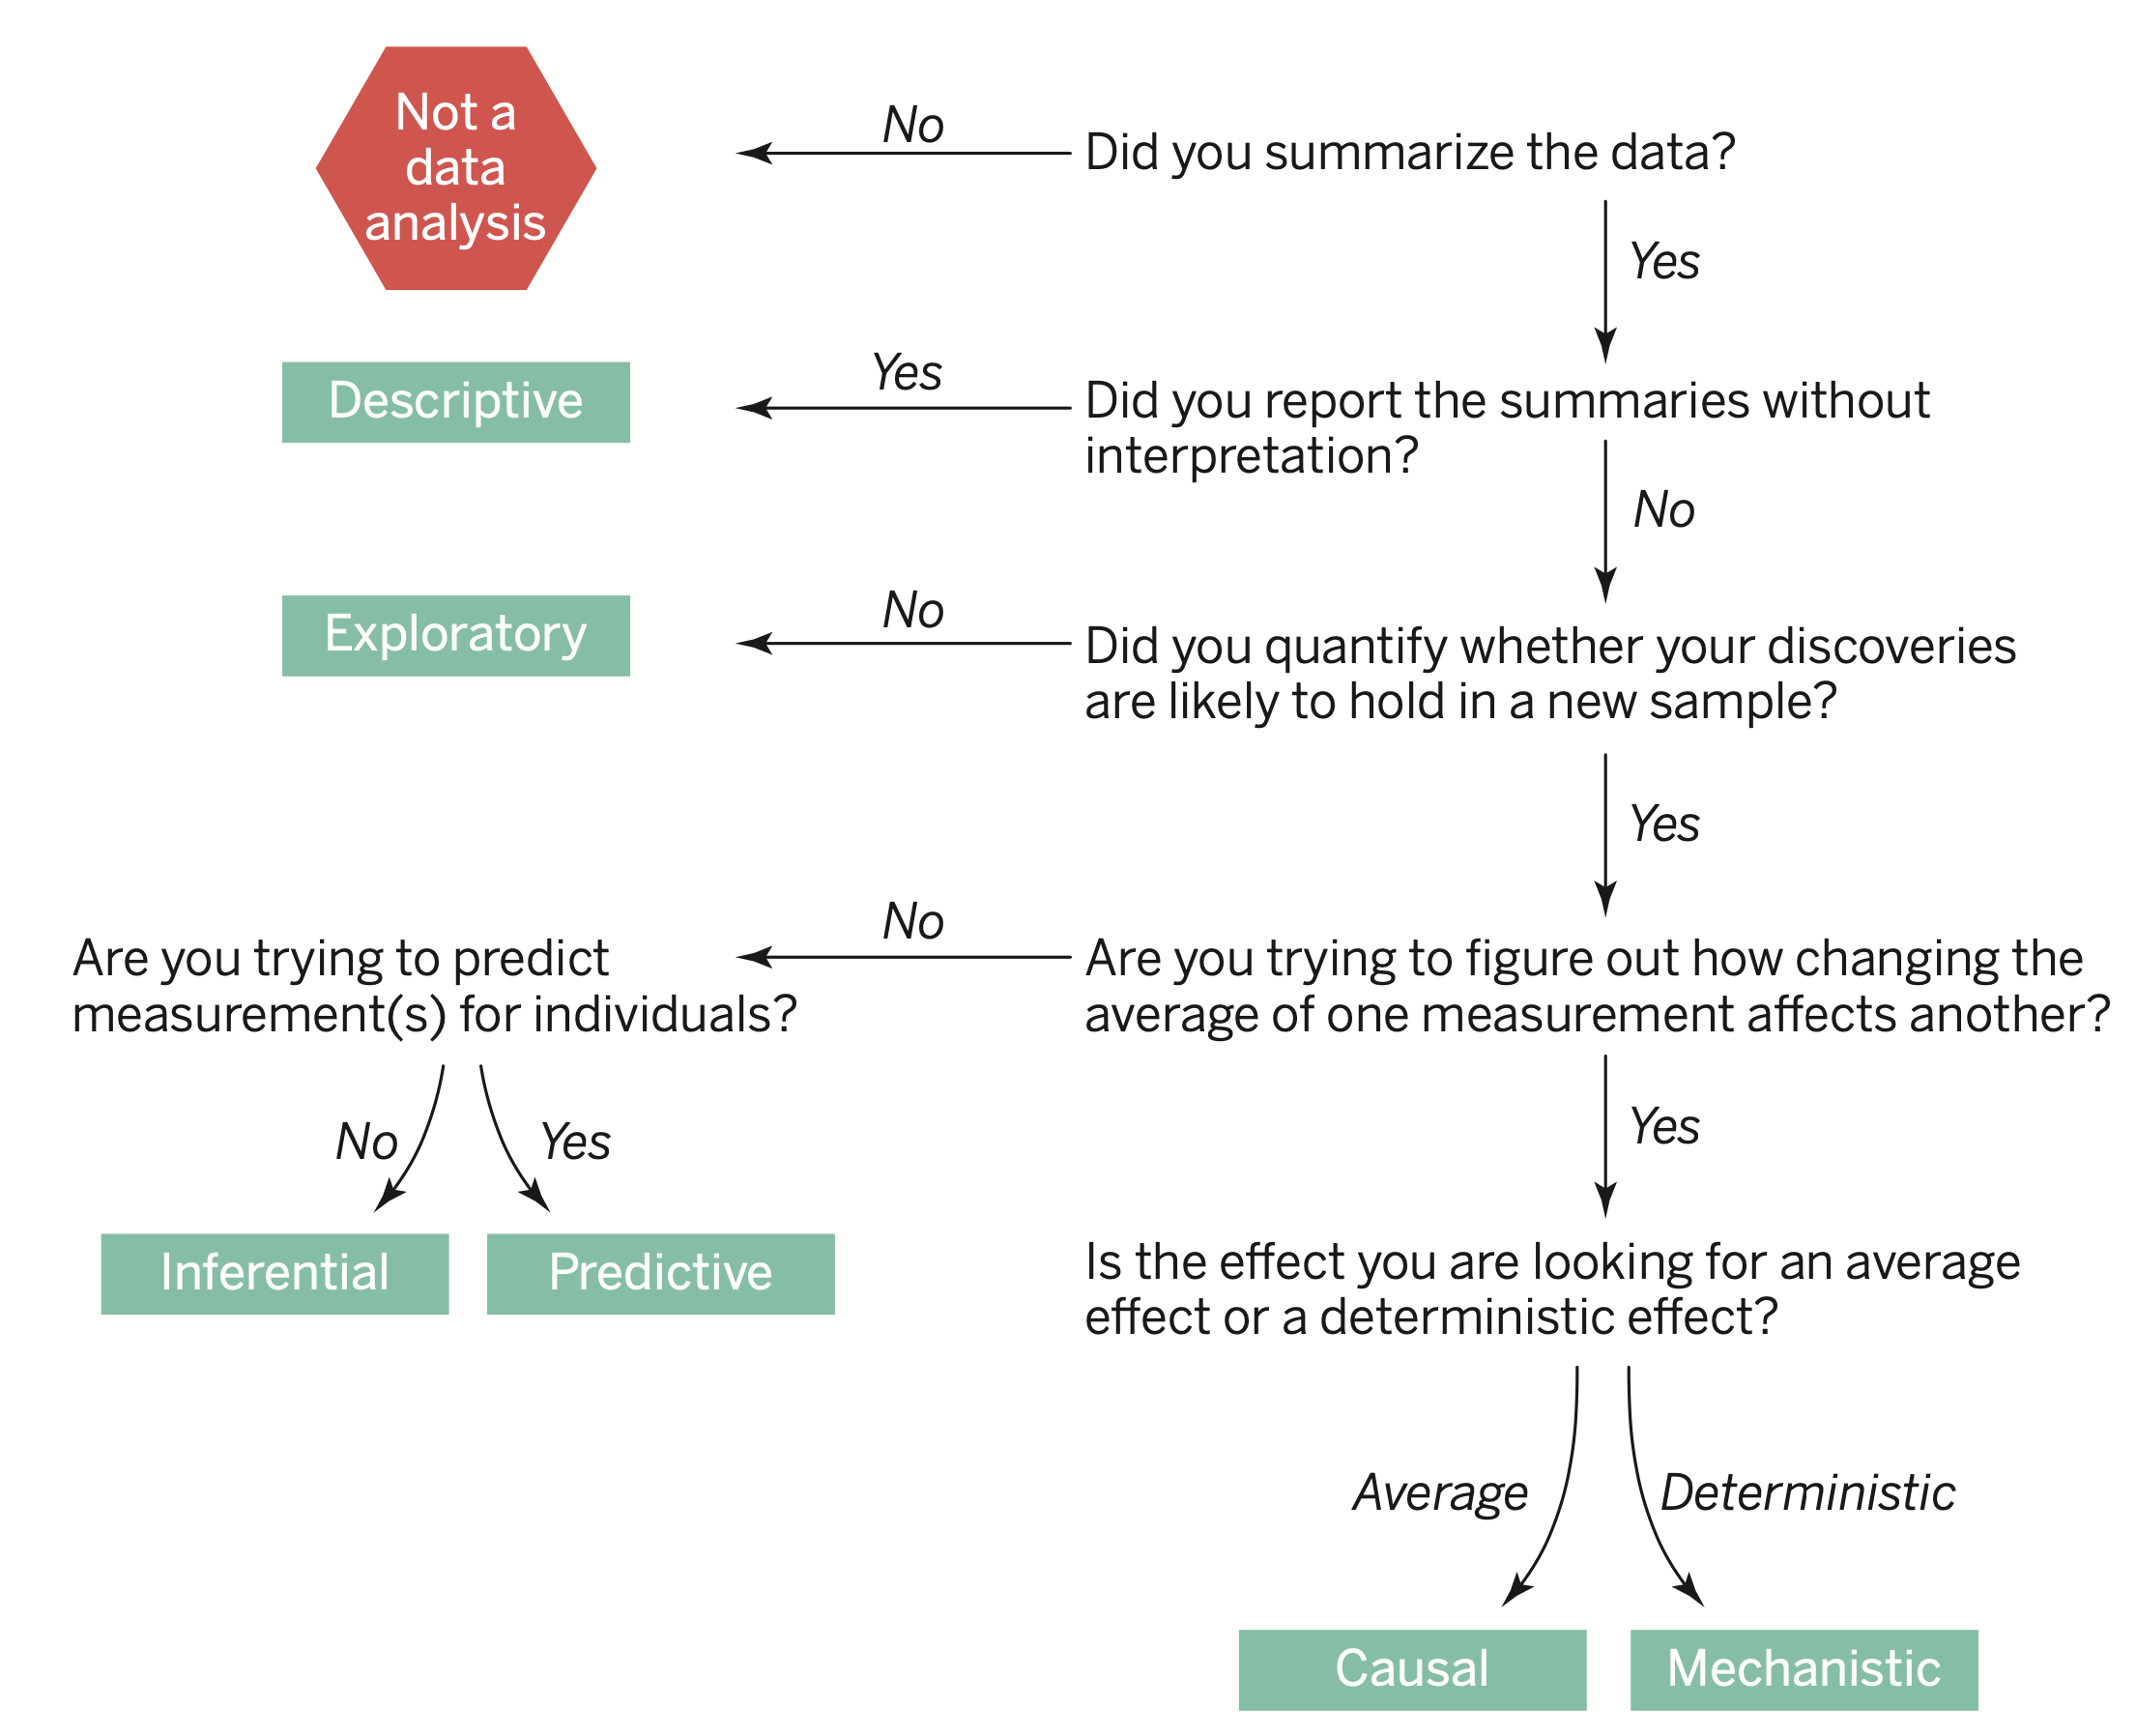 Not a
data
analysis
No
Did you summarize the data?
Yes
Descriptive
Yes
Did you report the summaries without
interpretation?
No
Exploratory
No
Did you quantify whether your discoveries
are likely to hold in a new sample?
Yes
No
Are you trying to predict
measurement(s) for individuals?
Are you trying to figure out how changing the
average of one measurement affects another?
No
Yes
Yes
Inferential
Predictive
Is the effect you are looking for an average
effect or a deterministic effect?
Average
Deterministic
Causal
Mechanistic